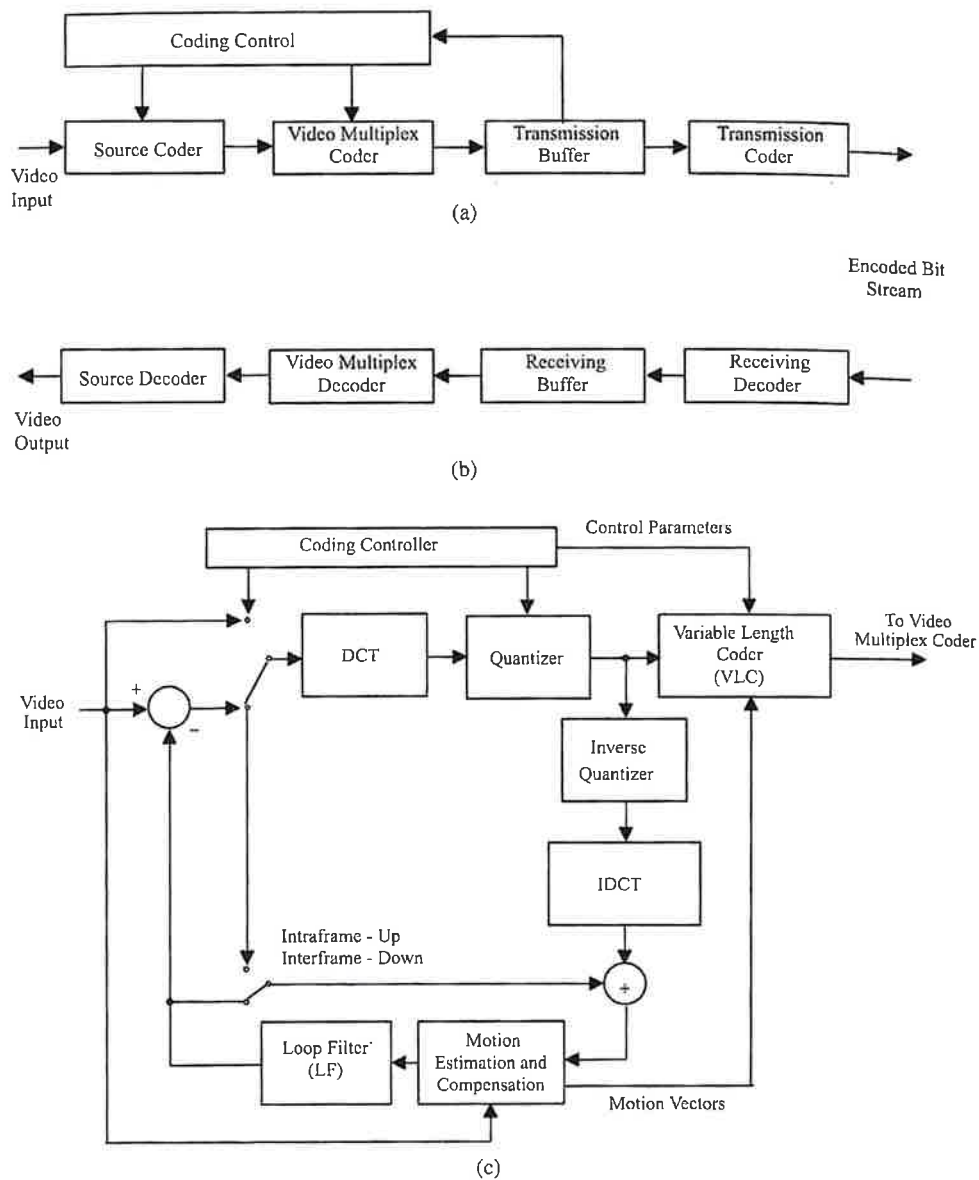 Coding Control
Source Coder
Video Multiplex
Coder
Transmission
Buffer
Transmission
Coder
Video
Input
(a)
Encoded Bit
Stream
Source Decoder
Video Multiplex
Decoder
Receiving
Buffer
Receiving
Decoder
Video
Output
(b)
Coding Controller
Control Parameters
DCT
Quantizer
Variable Length
Coder
(VLC)
To Video
Multiplex Coder
Video
Input
+
-
Inverse
Quantizer
IDCT
Intraframe - Up
Interframe - Down
+
Loop Filter
(LF)
Motion
Estimation and
Compensation
Motion Vectors
(c)